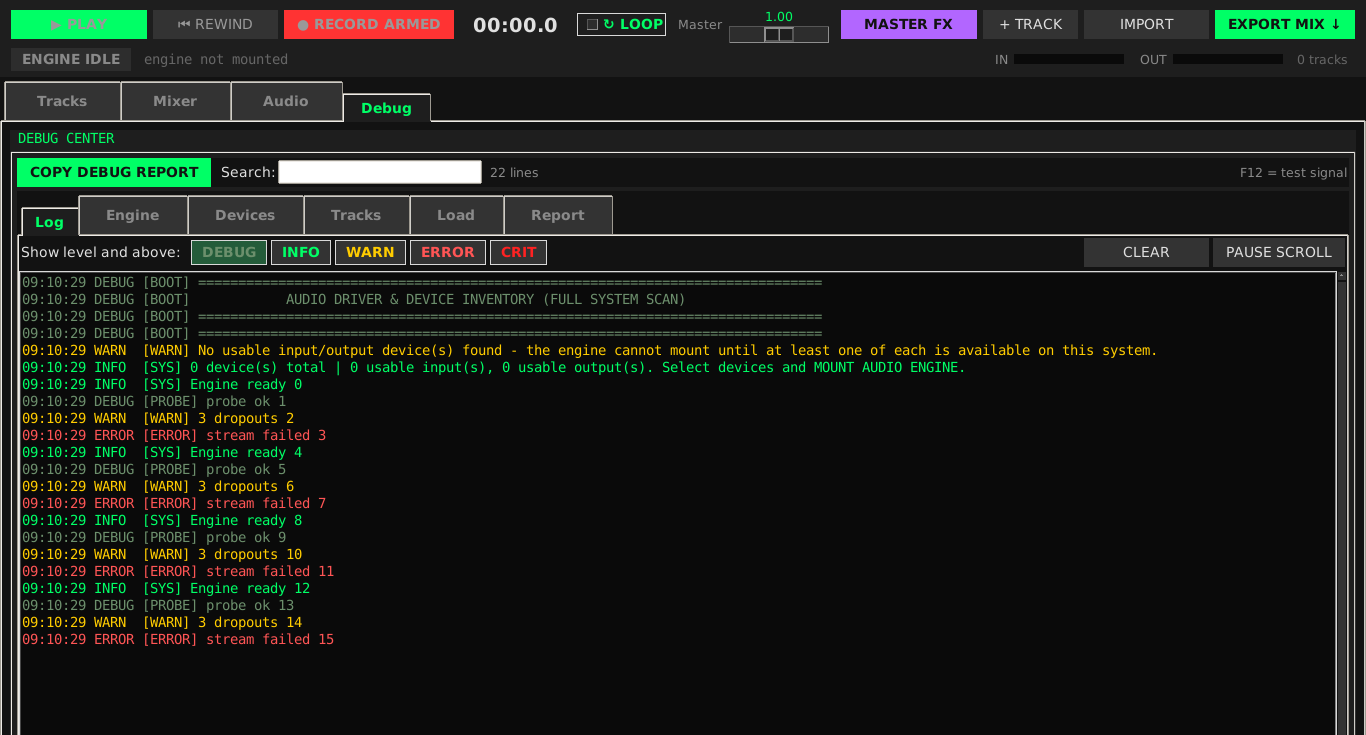 ▶ PLAY ⏮ REWIND ● RECORD ARMED 00:00.0 ↻ LOOP Master 1.00 MASTER FX + TRACK IMPORT EXPORT MIX ↓
ENGINE IDLE engine not mounted IN OUT 0 tracks
Tracks Mixer Audio Debug
DEBUG CENTER
COPY DEBUG REPORT Search: 22 lines F12 = test signal
Log Engine Devices Tracks Load Report
Show level and above: DEBUG INFO WARN ERROR CRIT CLEAR PAUSE SCROLL
09:10:29 DEBUG [BOOT] ==============================================================================
09:10:29 DEBUG [BOOT]            AUDIO DRIVER & DEVICE INVENTORY (FULL SYSTEM SCAN)
09:10:29 DEBUG [BOOT] ==============================================================================
09:10:29 DEBUG [BOOT] ==============================================================================
09:10:29 WARN  [WARN] No usable input/output device(s) found - the engine cannot mount until at least one of each is available on this system.
09:10:29 INFO  [SYS] 0 device(s) total | 0 usable input(s), 0 usable output(s). Select devices and MOUNT AUDIO ENGINE.
09:10:29 INFO  [SYS] Engine ready 0
09:10:29 DEBUG [PROBE] probe ok 1
09:10:29 WARN  [WARN] 3 dropouts 2
09:10:29 ERROR [ERROR] stream failed 3
09:10:29 INFO  [SYS] Engine ready 4
09:10:29 DEBUG [PROBE] probe ok 5
09:10:29 WARN  [WARN] 3 dropouts 6
09:10:29 ERROR [ERROR] stream failed 7
09:10:29 INFO  [SYS] Engine ready 8
09:10:29 DEBUG [PROBE] probe ok 9
09:10:29 WARN  [WARN] 3 dropouts 10
09:10:29 ERROR [ERROR] stream failed 11
09:10:29 INFO  [SYS] Engine ready 12
09:10:29 DEBUG [PROBE] probe ok 13
09:10:29 WARN  [WARN] 3 dropouts 14
09:10:29 ERROR [ERROR] stream failed 15